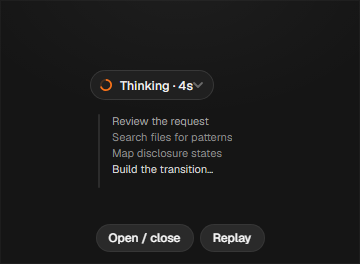 Thinking · 4s
Review the request
Search files for patterns
Map disclosure states
Build the transition…
Open / close
Replay